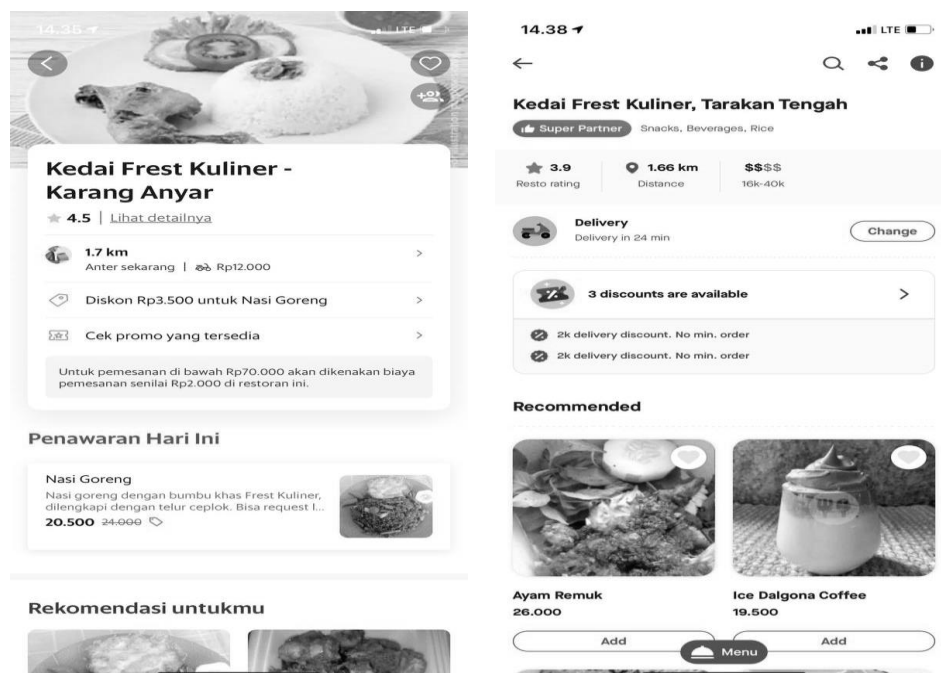 14.35
LTE
Kedai Frest Kuliner -
Karang Anyar
4.5 | Lihat detailnya
1.7 km
Anter sekarang | Rp12.000
Diskon Rp3.500 untuk Nasi Goreng
Cek promo yang tersedia
Untuk pemesanan di bawah Rp70.000 akan dikenakan biaya
pemesanan senilai Rp2.000 di restoran ini.
Penawaran Hari Ini
Nasi Goreng
Nasi goreng dengan bumbu khas Frest Kuliner,
dilengkapi dengan telur ceplok. Bisa request l...
20.500 24.000
Rekomendasi untukmu
14.38
LTE
Kedai Frest Kuliner, Tarakan Tengah
Super Partner Snacks, Beverages, Rice
3.9 1.66 km $$$$
Resto rating Distance 16k-40k
Delivery
Delivery in 24 min
Change
3 discounts are available
2k delivery discount. No min. order
2k delivery discount. No min. order
Recommended
Ayam Remuk Ice Dalgona Coffee
26.000 19.500
Add Add
Menu